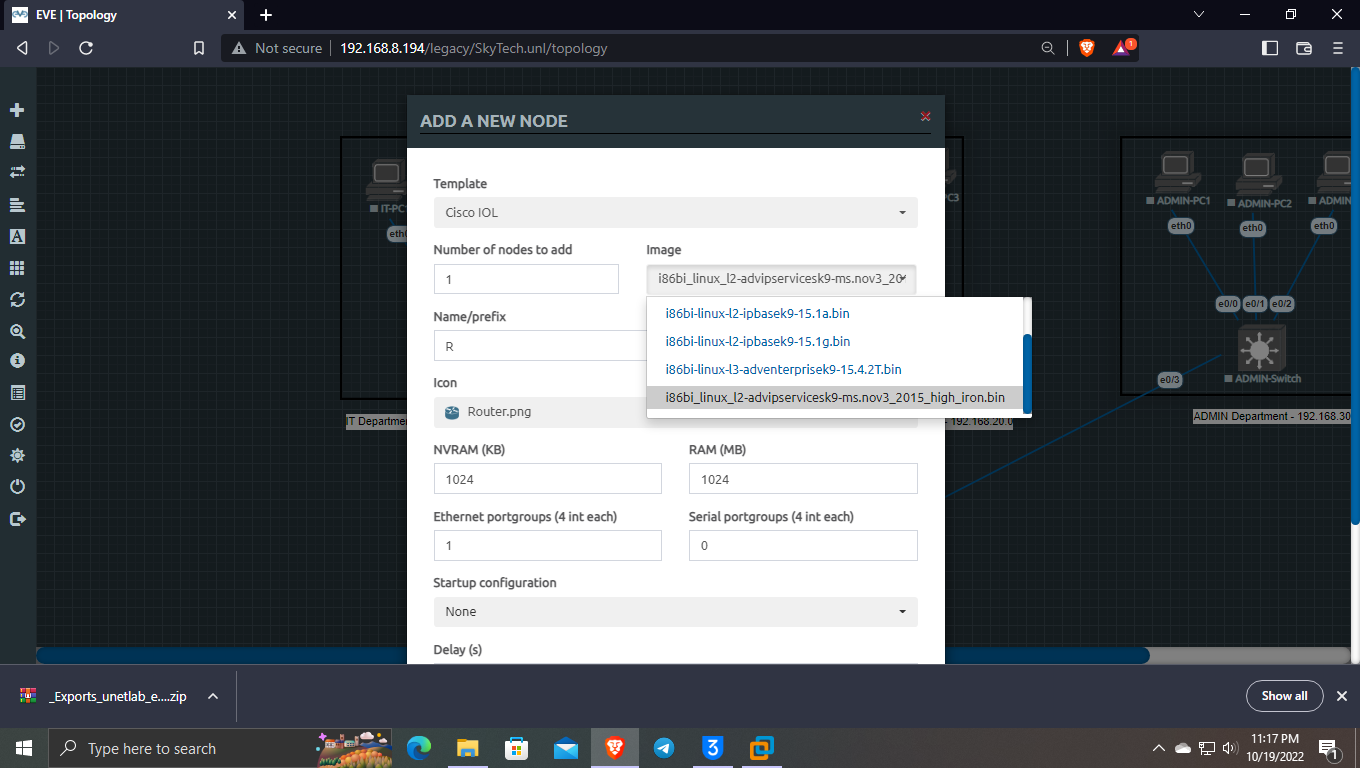 EVE | Topology
Not secure
192.168.8.194/legacy/SkyTech.unl/topology
1
ADD A NEW NODE
Template
Cisco IOL
Number of nodes to add
Image
1
i86bi_linux_l2-advipservicesk9-ms.nov3_20
i86bi-linux-l2-ipbasek9-15.1a.bin
i86bi-linux-l2-ipbasek9-15.1g.bin
i86bi-linux-l3-adventerprisek9-15.4.2T.bin
i86bi_linux_l2-advipservicesk9-ms.nov3_2015_high_iron.bin
Name/prefix
R
Icon
Router.png
NVRAM (KB)
RAM (MB)
1024
1024
Ethernet portgroups (4 int each)
Serial portgroups (4 int each)
1
0
Startup configuration
None
Delay (s)
IT-PC1
eth0
IT Department
PC3
- 192.168.20.0
ADMIN-PC1
ADMIN-PC2
ADMIN
eth0
eth0
eth0
e0/0
e0/1
e0/2
e0/3
ADMIN-Switch
ADMIN Department - 192.168.30
_Exports_unetlab_e....zip
Show all
Type here to search
11:17 PM
10/19/2022
1